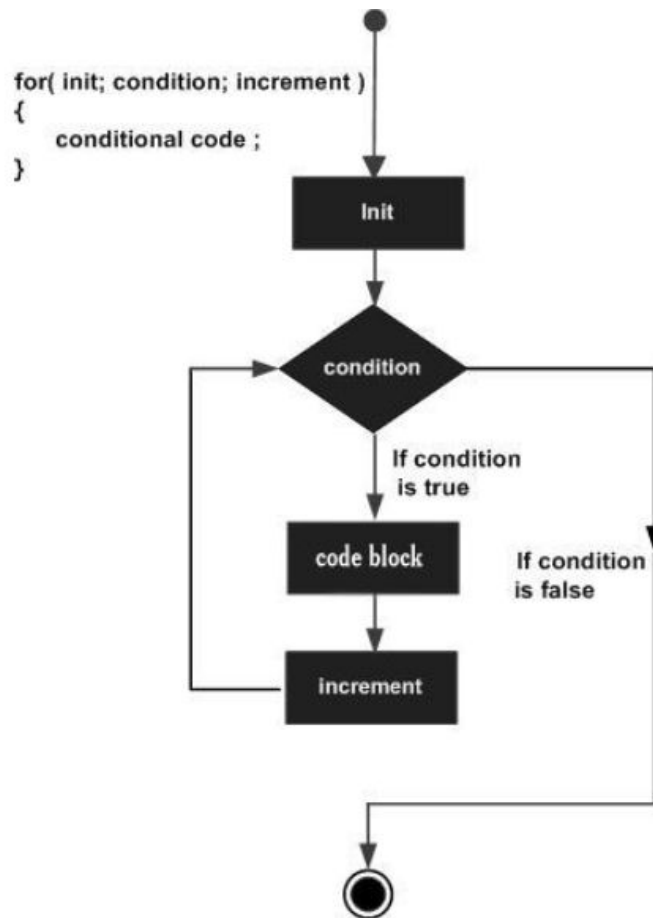 for( init; condition; increment )
{
conditional code ;
}
Init
condition
If condition
is true
code block
If condition
is false
increment